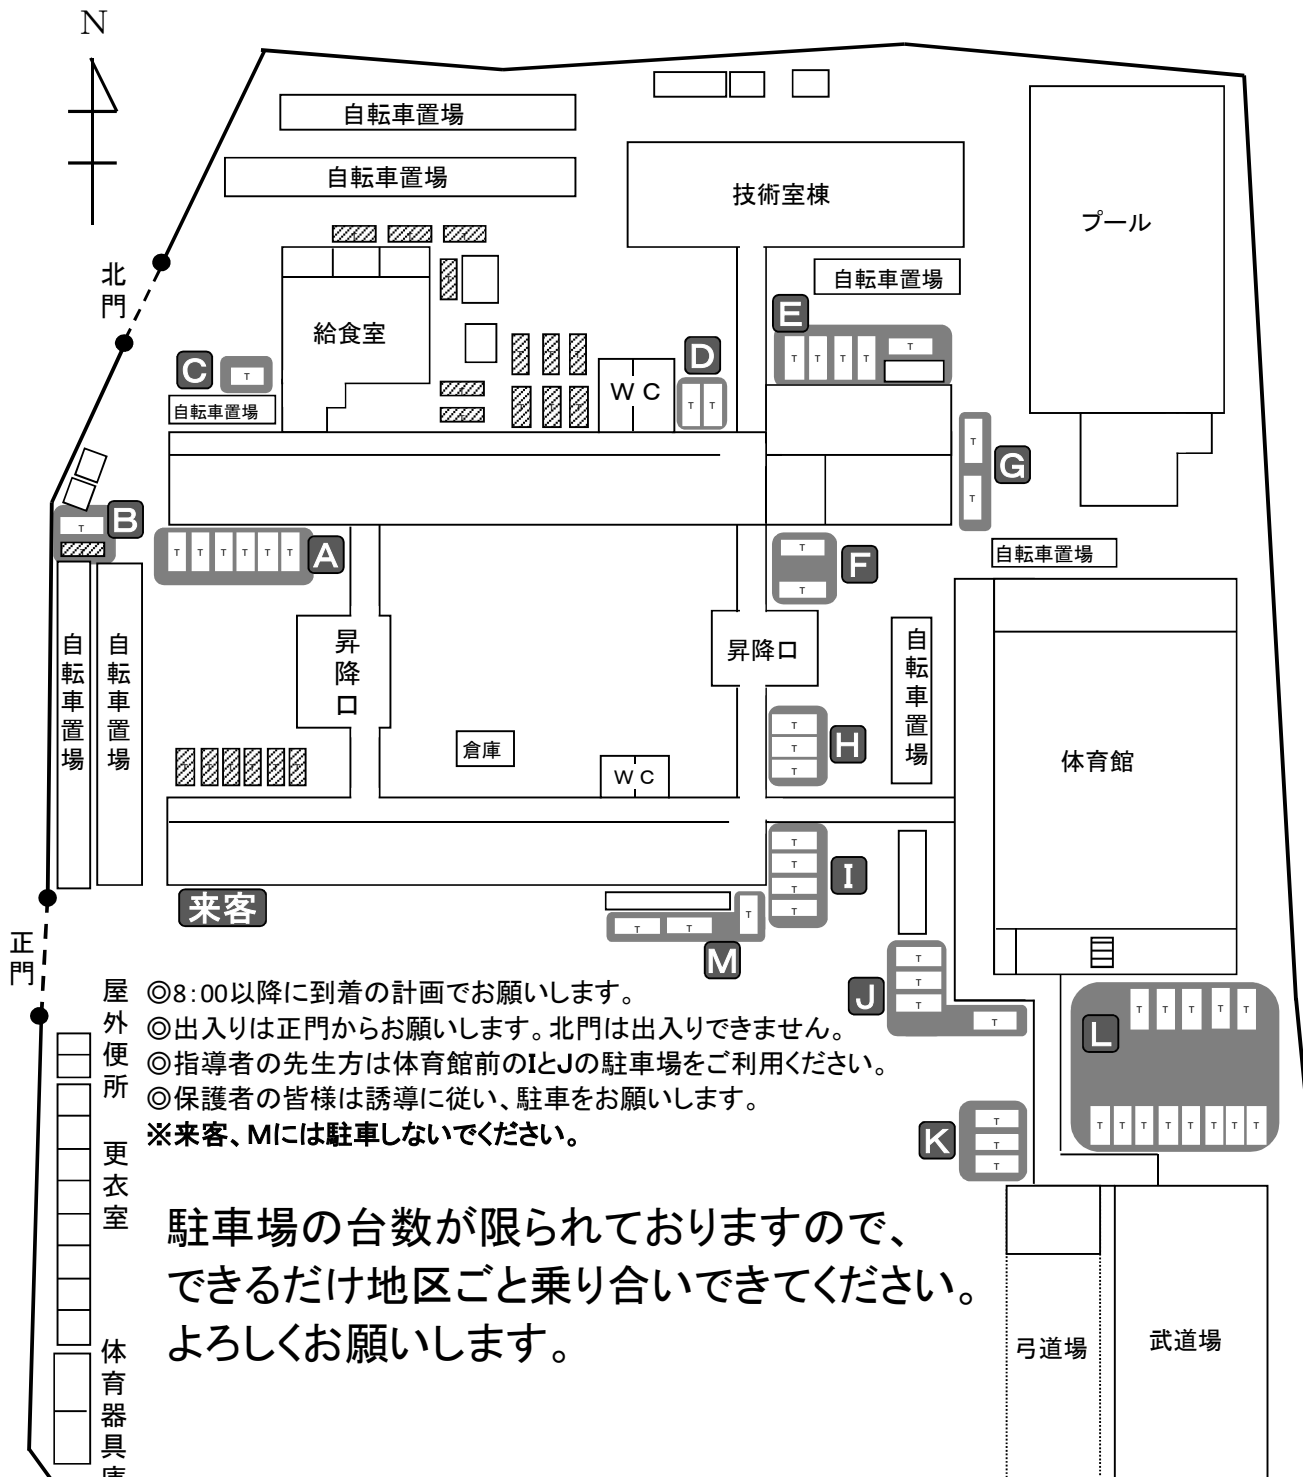 N
自転車置場
自転車置場
技術室棟
プール
北門
自転車置場
給食室
E
T T T T T
C
T
D
WC
T T
自転車置場
G
T
T
B
T
A
T T T T T T
F
T
T
自転車置場
自転車置場
自転車置場
昇降口
昇降口
自転車置場
H
T
T
T
倉庫
WC
体育館
I
T
T
T
T
来客
T T T
M
正門
J
T
T
T
T
L
T T T T T
T T T T T T T
K
T
T
T
屋外便所
◎8:00以降に到着の計画でお願いします。
◎出入りは正門からお願いします。北門は出入りできません。
◎指導者の先生方は体育館前のIとJの駐車場をご利用ください。
◎保護者の皆様は誘導に従い、駐車をお願いします。
※来客、Mには駐車しないでください。
更衣室
駐車場の台数が限られておりますので、
できるだけ地区ごと乗り合いできてください。
よろしくお願いします。
体育器具庫
弓道場
武道場